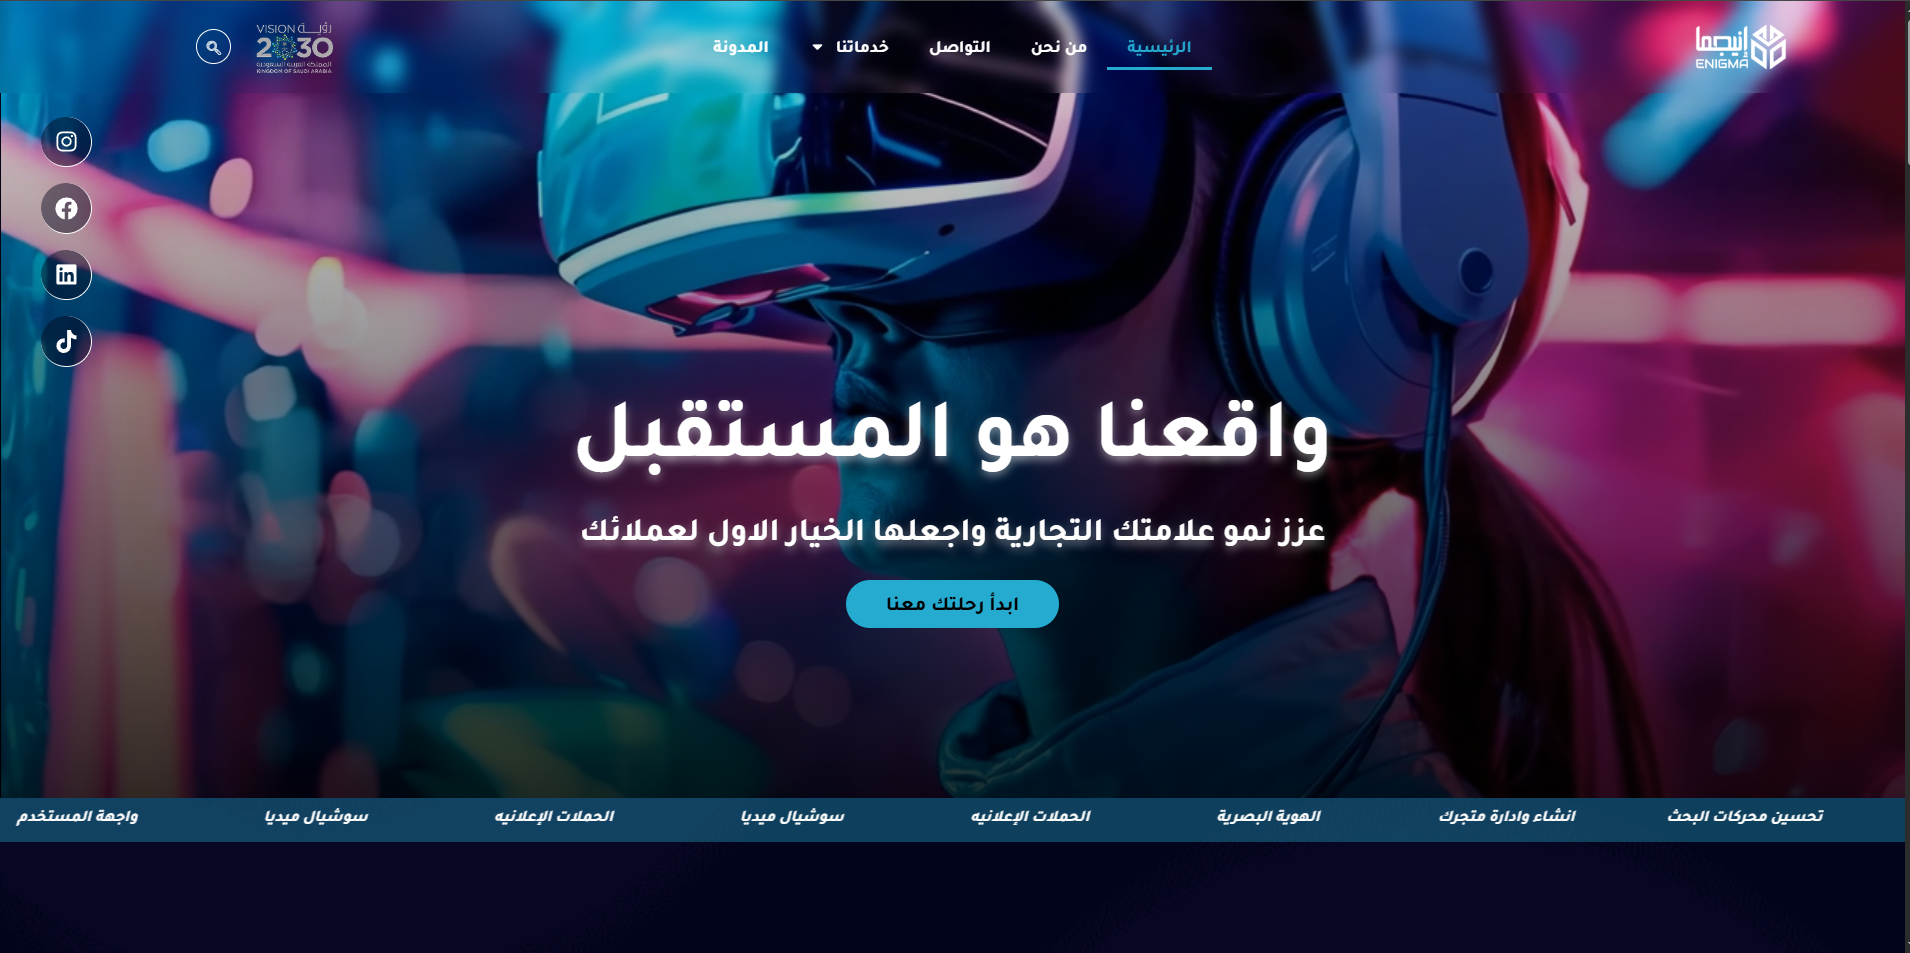 إنيجما
ENIGMA
الرئيسية
من نحن
التواصل
خدماتنا
المدونة
VISION رؤيـــة
2030
المملكة العربية السعودية
KINGDOM OF SAUDI ARABIA
واقعنا هو المستقبل
عزز نمو علامتك التجارية واجعلها الخيار الاول لعملائك
ابدأ رحلتك معنا
تحسين محركات البحث
انشاء وادارة متجرك
الهوية البصرية
الحملات الإعلانيه
سوشيال ميديا
الحملات الإعلانيه
سوشيال ميديا
واجهة المستخدم